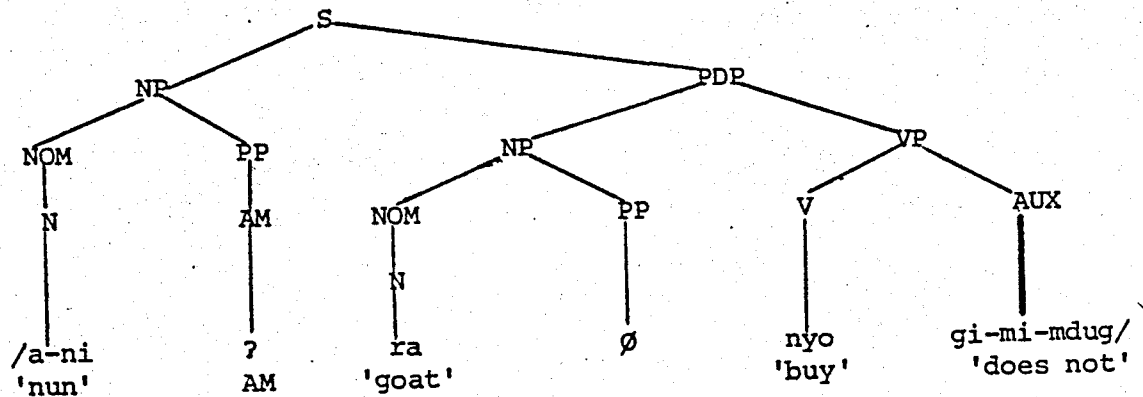 S
NP PDP
NOM PP NP VP
N AM NOM PP V AUX
N
/a-ni ? ra Ø nyo gi-mi-mdug/
'nun' AM 'goat' 'buy' 'does not'